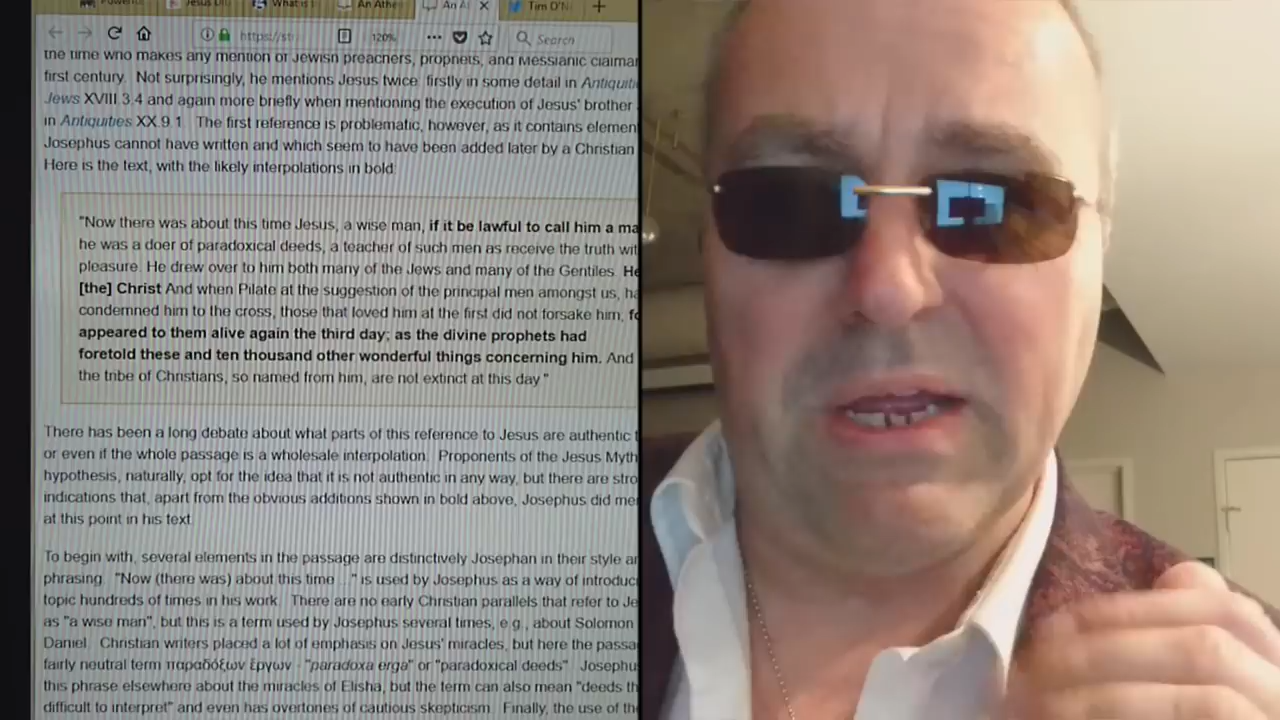 Jesus
What is
An Athe
An A
Tim O'N
https://str
120%
Search
the time who makes any mention of Jewish preachers, prophets, and Messianic claiman
first century. Not surprisingly, he mentions Jesus twice: firstly in some detail in Antiquiti
Jews XVIII.3.4 and again more briefly when mentioning the execution of Jesus' brother
in Antiquities XX.9.1. The first reference is problematic, however, as it contains elemen
Josephus cannot have written and which seem to have been added later by a Christian
Here is the text, with the likely interpolations in bold:
"Now there was about this time Jesus, a wise man, if it be lawful to call him a ma
he was a doer of paradoxical deeds, a teacher of such men as receive the truth wit
pleasure. He drew over to him both many of the Jews and many of the Gentiles. He
[the] Christ And when Pilate at the suggestion of the principal men amongst us, ha
condemned him to the cross, those that loved him at the first did not forsake him, fo
appeared to them alive again the third day; as the divine prophets had
foretold these and ten thousand other wonderful things concerning him. And
the tribe of Christians, so named from him, are not extinct at this day."
There has been a long debate about what parts of this reference to Jesus are authentic t
or even if the whole passage is a wholesale interpolation. Proponents of the Jesus Myth
hypothesis, naturally, opt for the idea that it is not authentic in any way, but there are stro
indications that, apart from the obvious additions shown in bold above, Josephus did me
at this point in his text.
To begin with, several elements in the passage are distinctively Josephan in their style an
phrasing. "Now (there was) about this time ..." is used by Josephus as a way of introduc
topic hundreds of times in his work. There are no early Christian parallels that refer to Je
as "a wise man", but this is a term used by Josephus several times, e.g., about Solomon
Daniel. Christian writers placed a lot of emphasis on Jesus' miracles, but here the passa
fairly neutral term παραδόξων έργων - "paradoxa erga" or "paradoxical deeds". Josephu
this phrase elsewhere about the miracles of Elisha, but the term can also mean "deeds th
difficult to interpret" and even has overtones of cautious skepticism. Finally, the use of th